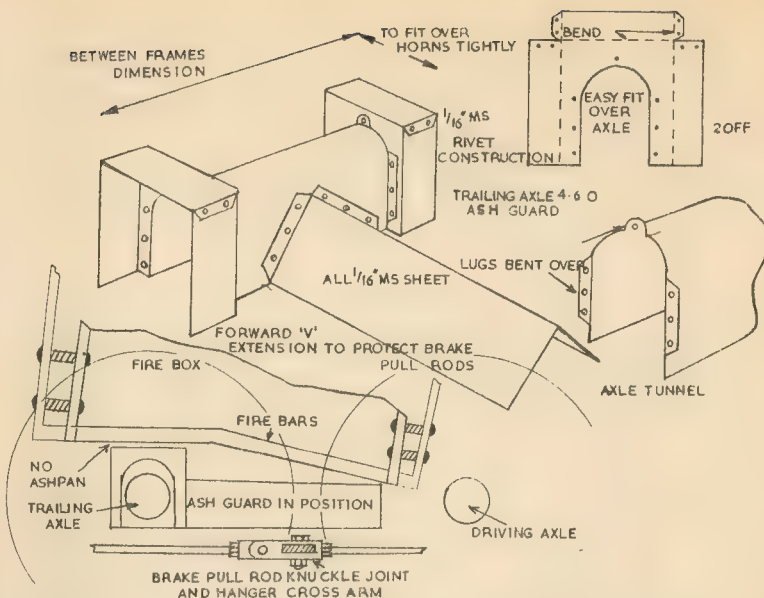 BETWEEN FRAMES
DIMENSION
TO FIT OVER
HORNS TIGHTLY
BEND
EASY FIT
OVER
AXLE
2OFF
1/16" MS
RIVET
CONSTRUCTION
TRAILING AXLE 4-6-0
ASH GUARD
ALL 1/16" MS SHEET
LUGS BENT OVER
AXLE TUNNEL
FORWARD 'V'
EXTENSION TO PROTECT BRAKE
PULL RODS
FIRE BOX
FIRE BARS
NO
ASHPAN
TRAILING
AXLE
ASH GUARD IN POSITION
DRIVING AXLE
BRAKE PULL ROD KNUCKLE JOINT
AND HANGER CROSS ARM